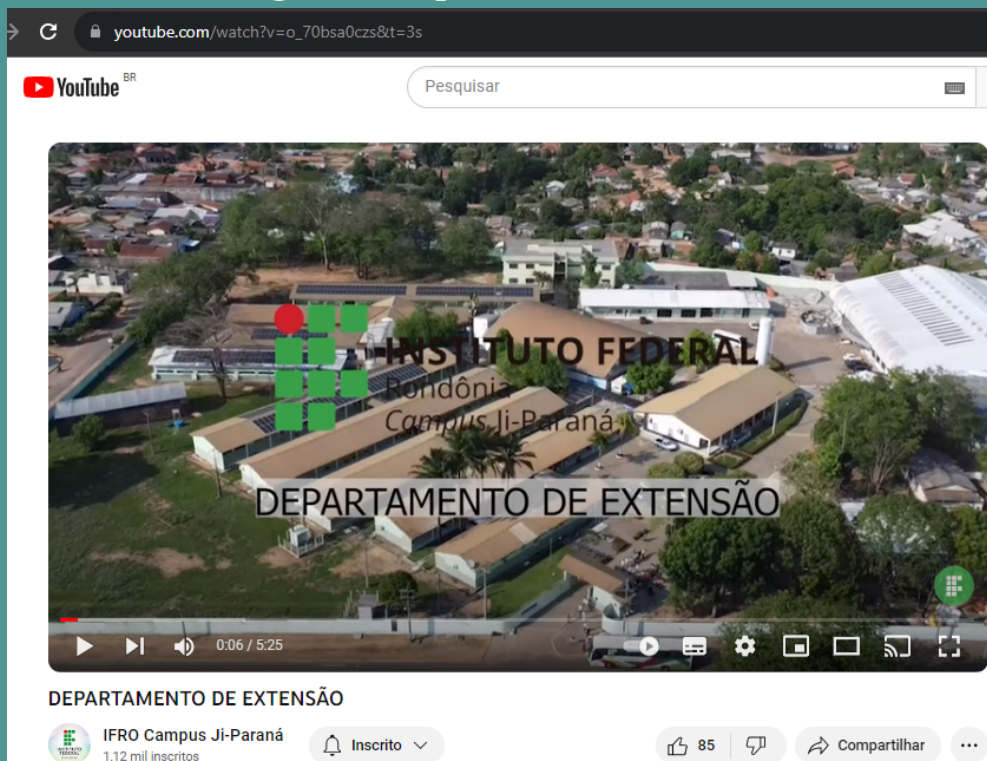 youtube.com/watch?v=o_70bsa0czs&t=3s
YouTube BR
Pesquisar
INSTITUTO FEDERAL
Rondônia
Campus Ji-Paraná
DEPARTAMENTO DE EXTENSÃO
0:06 / 5:25
DEPARTAMENTO DE EXTENSÃO
IFRO Campus Ji-Paraná
1,12 mil inscritos
Inscrito
85
Compartilhar